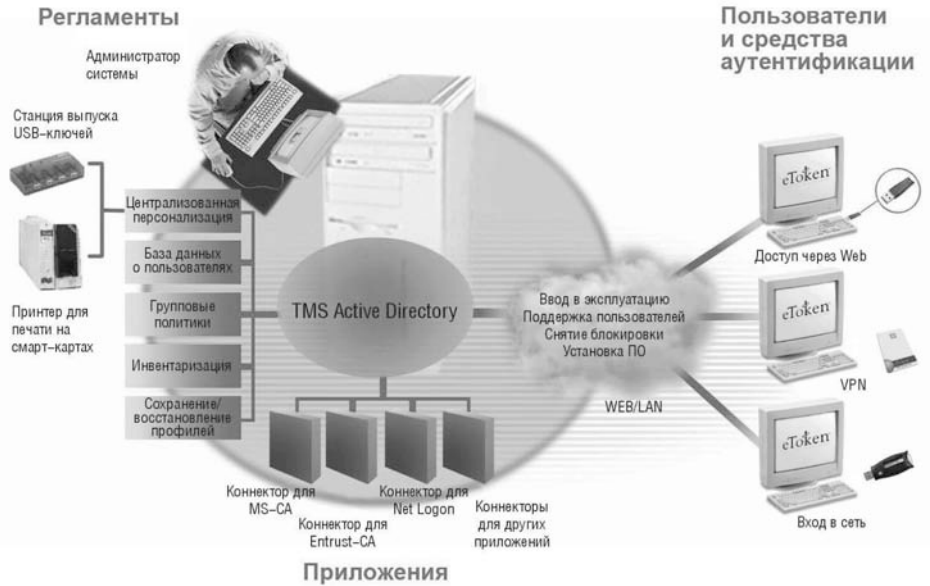 Регламенты
Пользователи
и средства
аутентификации
Администратор
системы
Станция выпуска
USB–ключей
Принтер для
печати на
смарт–картах
Централизованная
персонализация
База данных
о пользователях
Групповые
политики
Инвентаризация
Сохранение/
восстановление
профилей
TMS Active Directory
Ввод в эксплуатацию
Поддержка пользователей
Снятие блокировки
Установка ПО
WEB/LAN
eToken
Доступ через Web
eToken
VPN
eToken
Вход в сеть
Коннектор для
MS–CA
Коннектор для
Entrust–CA
Коннектор для
Net Logon
Коннекторы
для других
приложений
Приложения